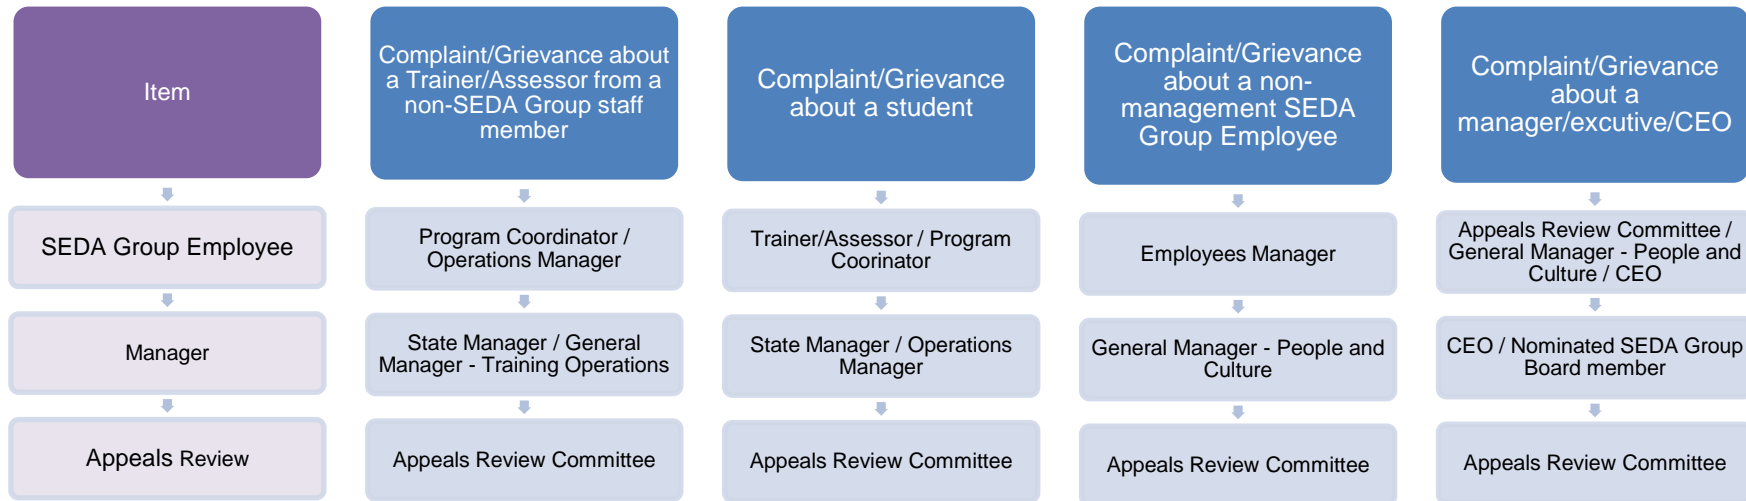 Item
SEDA Group Employee
Manager
Appeals Review
Complaint/Grievance about
a Trainer/Assessor from a
non-SEDA Group staff
member
Program Coordinator /
Operations Manager
State Manager / General
Manager - Training Operations
Appeals Review Committee
Complaint/Grievance
about a student
Trainer/Assessor / Program
Coorinator
State Manager / Operations
Manager
Appeals Review Committee
Complaint/Grievance
about a non-
management SEDA
Group Employee
Employees Manager
General Manager - People and
Culture
Appeals Review Committee
Complaint/Grievance
about a
manager/excutive/CEO
Appeals Review Committee /
General Manager - People and
Culture / CEO
CEO / Nominated SEDA Group
Board member
Appeals Review Committee